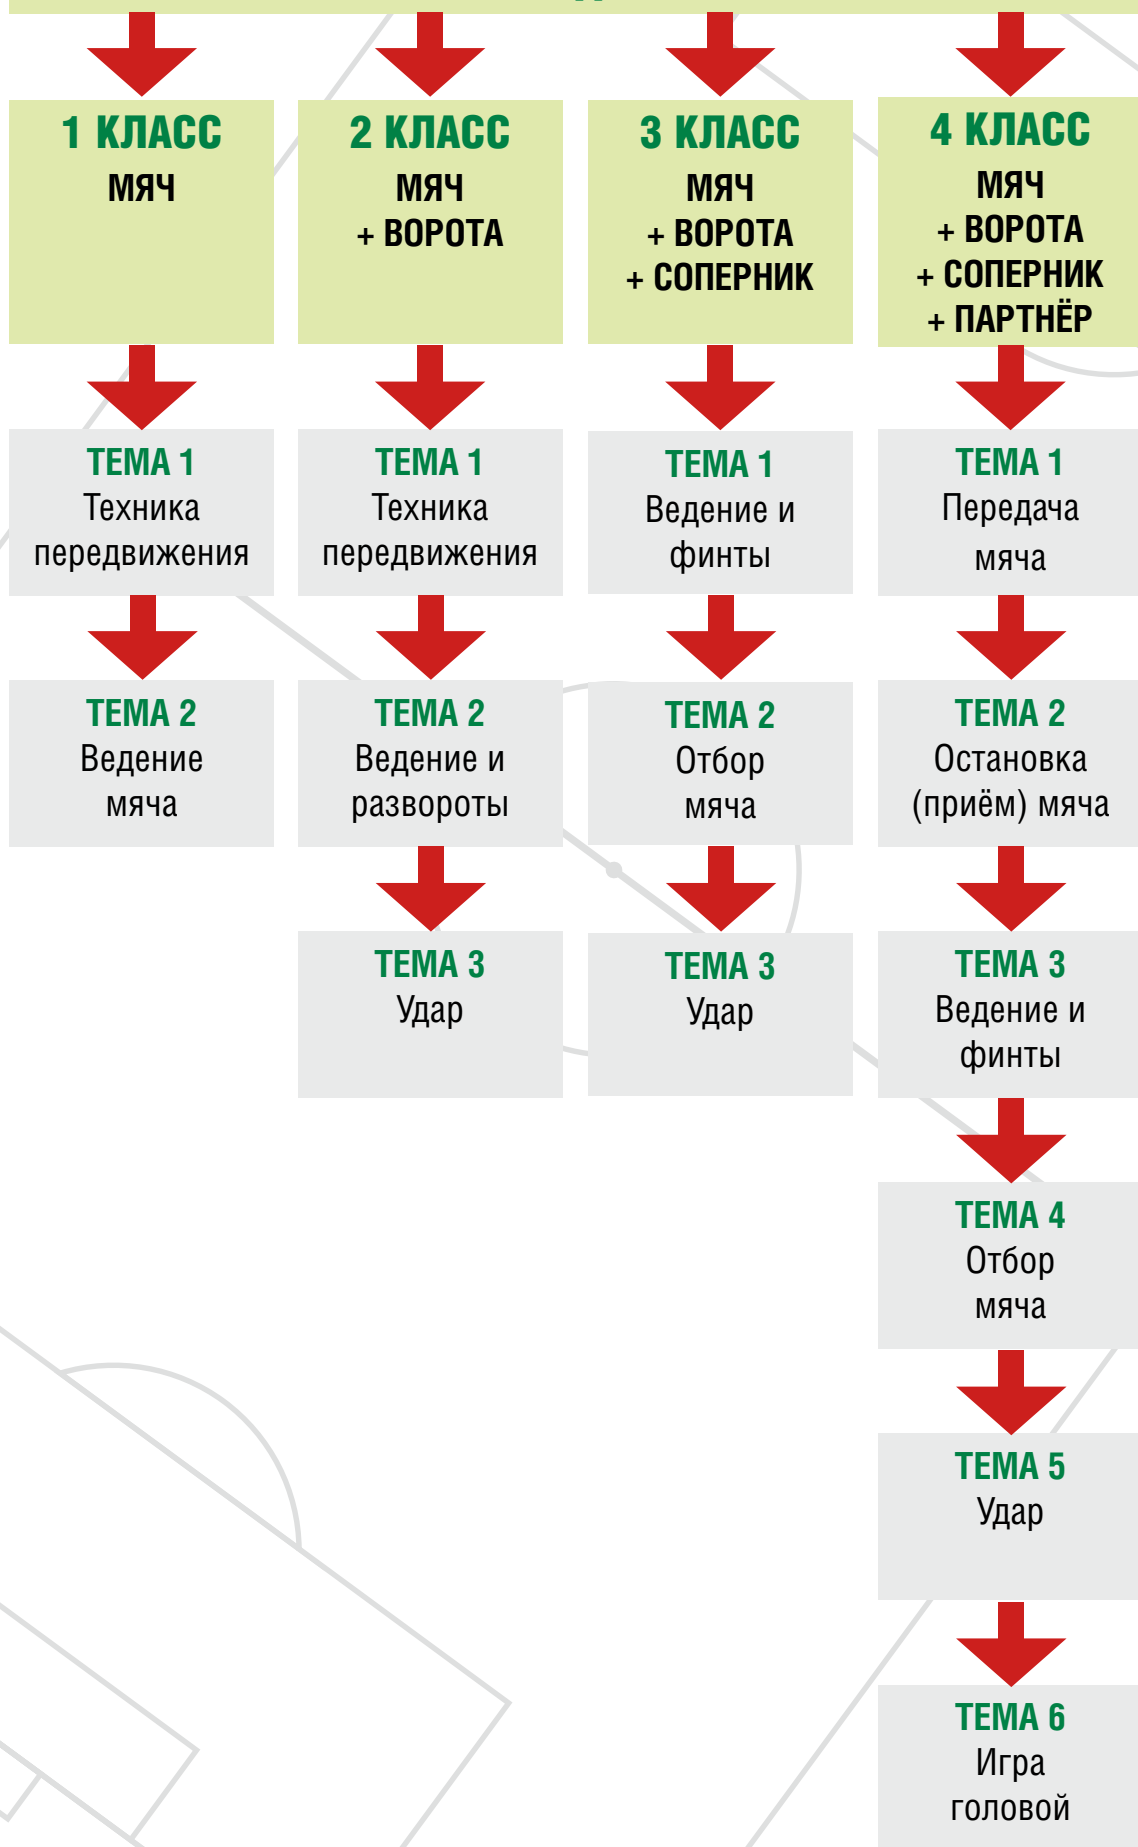 1 КЛАСС
МЯЧ
2 КЛАСС
МЯЧ
+ ВОРОТА
3 КЛАСС
МЯЧ
+ ВОРОТА
+ СОПЕРНИК
4 КЛАСС
МЯЧ
+ ВОРОТА
+ СОПЕРНИК
+ ПАРТНЁР
ТЕМА 1
Техника
передвижения
ТЕМА 1
Техника
передвижения
ТЕМА 1
Ведение и
финты
ТЕМА 1
Передача
мяча
ТЕМА 2
Ведение
мяча
ТЕМА 2
Ведение и
развороты
ТЕМА 2
Отбор
мяча
ТЕМА 2
Остановка
(приём) мяча
ТЕМА 3
Удар
ТЕМА 3
Удар
ТЕМА 3
Ведение и
финты
ТЕМА 4
Отбор
мяча
ТЕМА 5
Удар
ТЕМА 6
Игра
головой